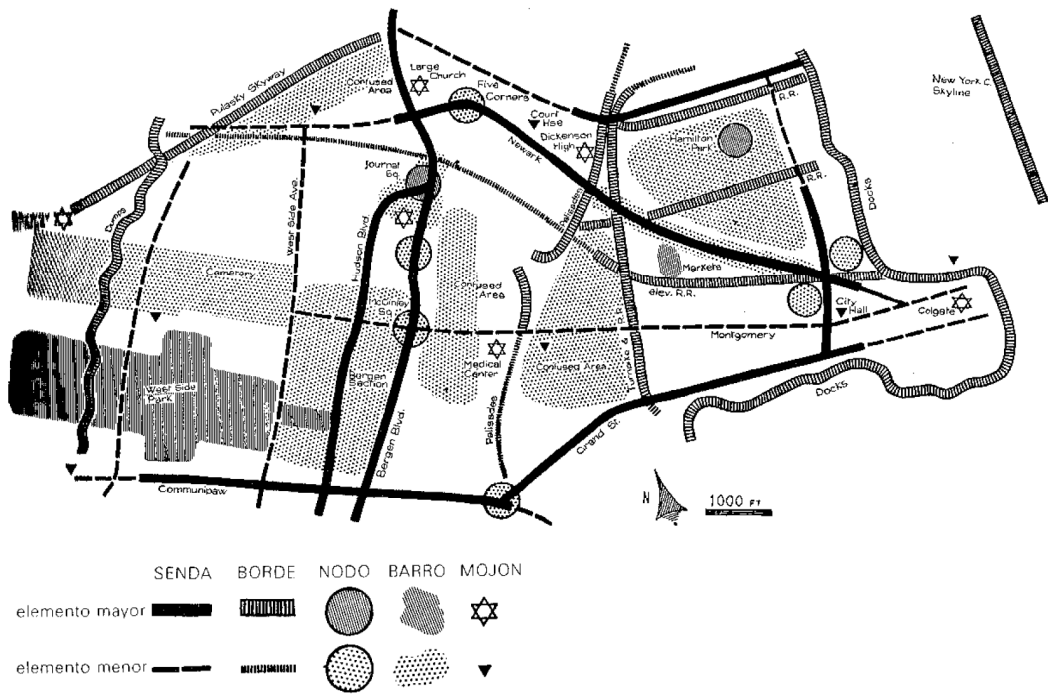 Pulasky Skyway
Confused Area
Large
Church
Five
Corners
Court
Hse
Dickenson
High
Newark
R.R.
Hamilton
Park
R.R.
Docks
New York C.
Skyline
Journal
Sq.
West Side Ave.
Hudson Blvd.
Dumps
Cemetery
Palisades
Markets
elev. R.R.
Confused
Area
McGinley
Sq.
City
Hall
Colgate
Montgomery
Medical
Center
Confused Area
R.R.
Bergen
Section
West Side
Park
Bergen Blvd.
Palisades
Grand St.
Docks
Communipaw
N
1000 FT
SENDA BORDE NODO BARRO MOJON
elemento mayor
elemento menor